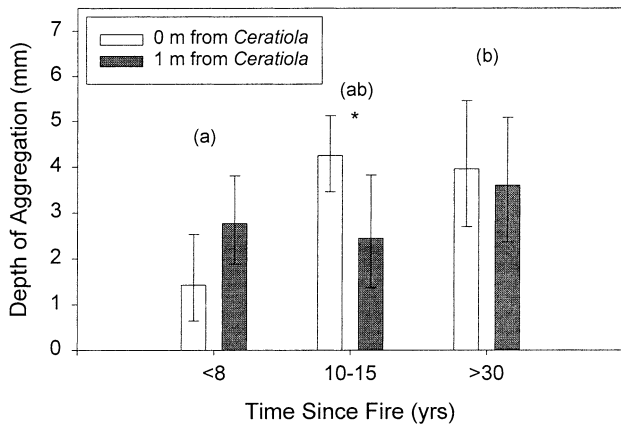 7
6
5
4
3
2
1
0
Depth of Aggregation (mm)
0 m from Ceratiola
1 m from Ceratiola
(a)
(ab)
*
(b)
<8
10-15
>30
Time Since Fire (yrs)